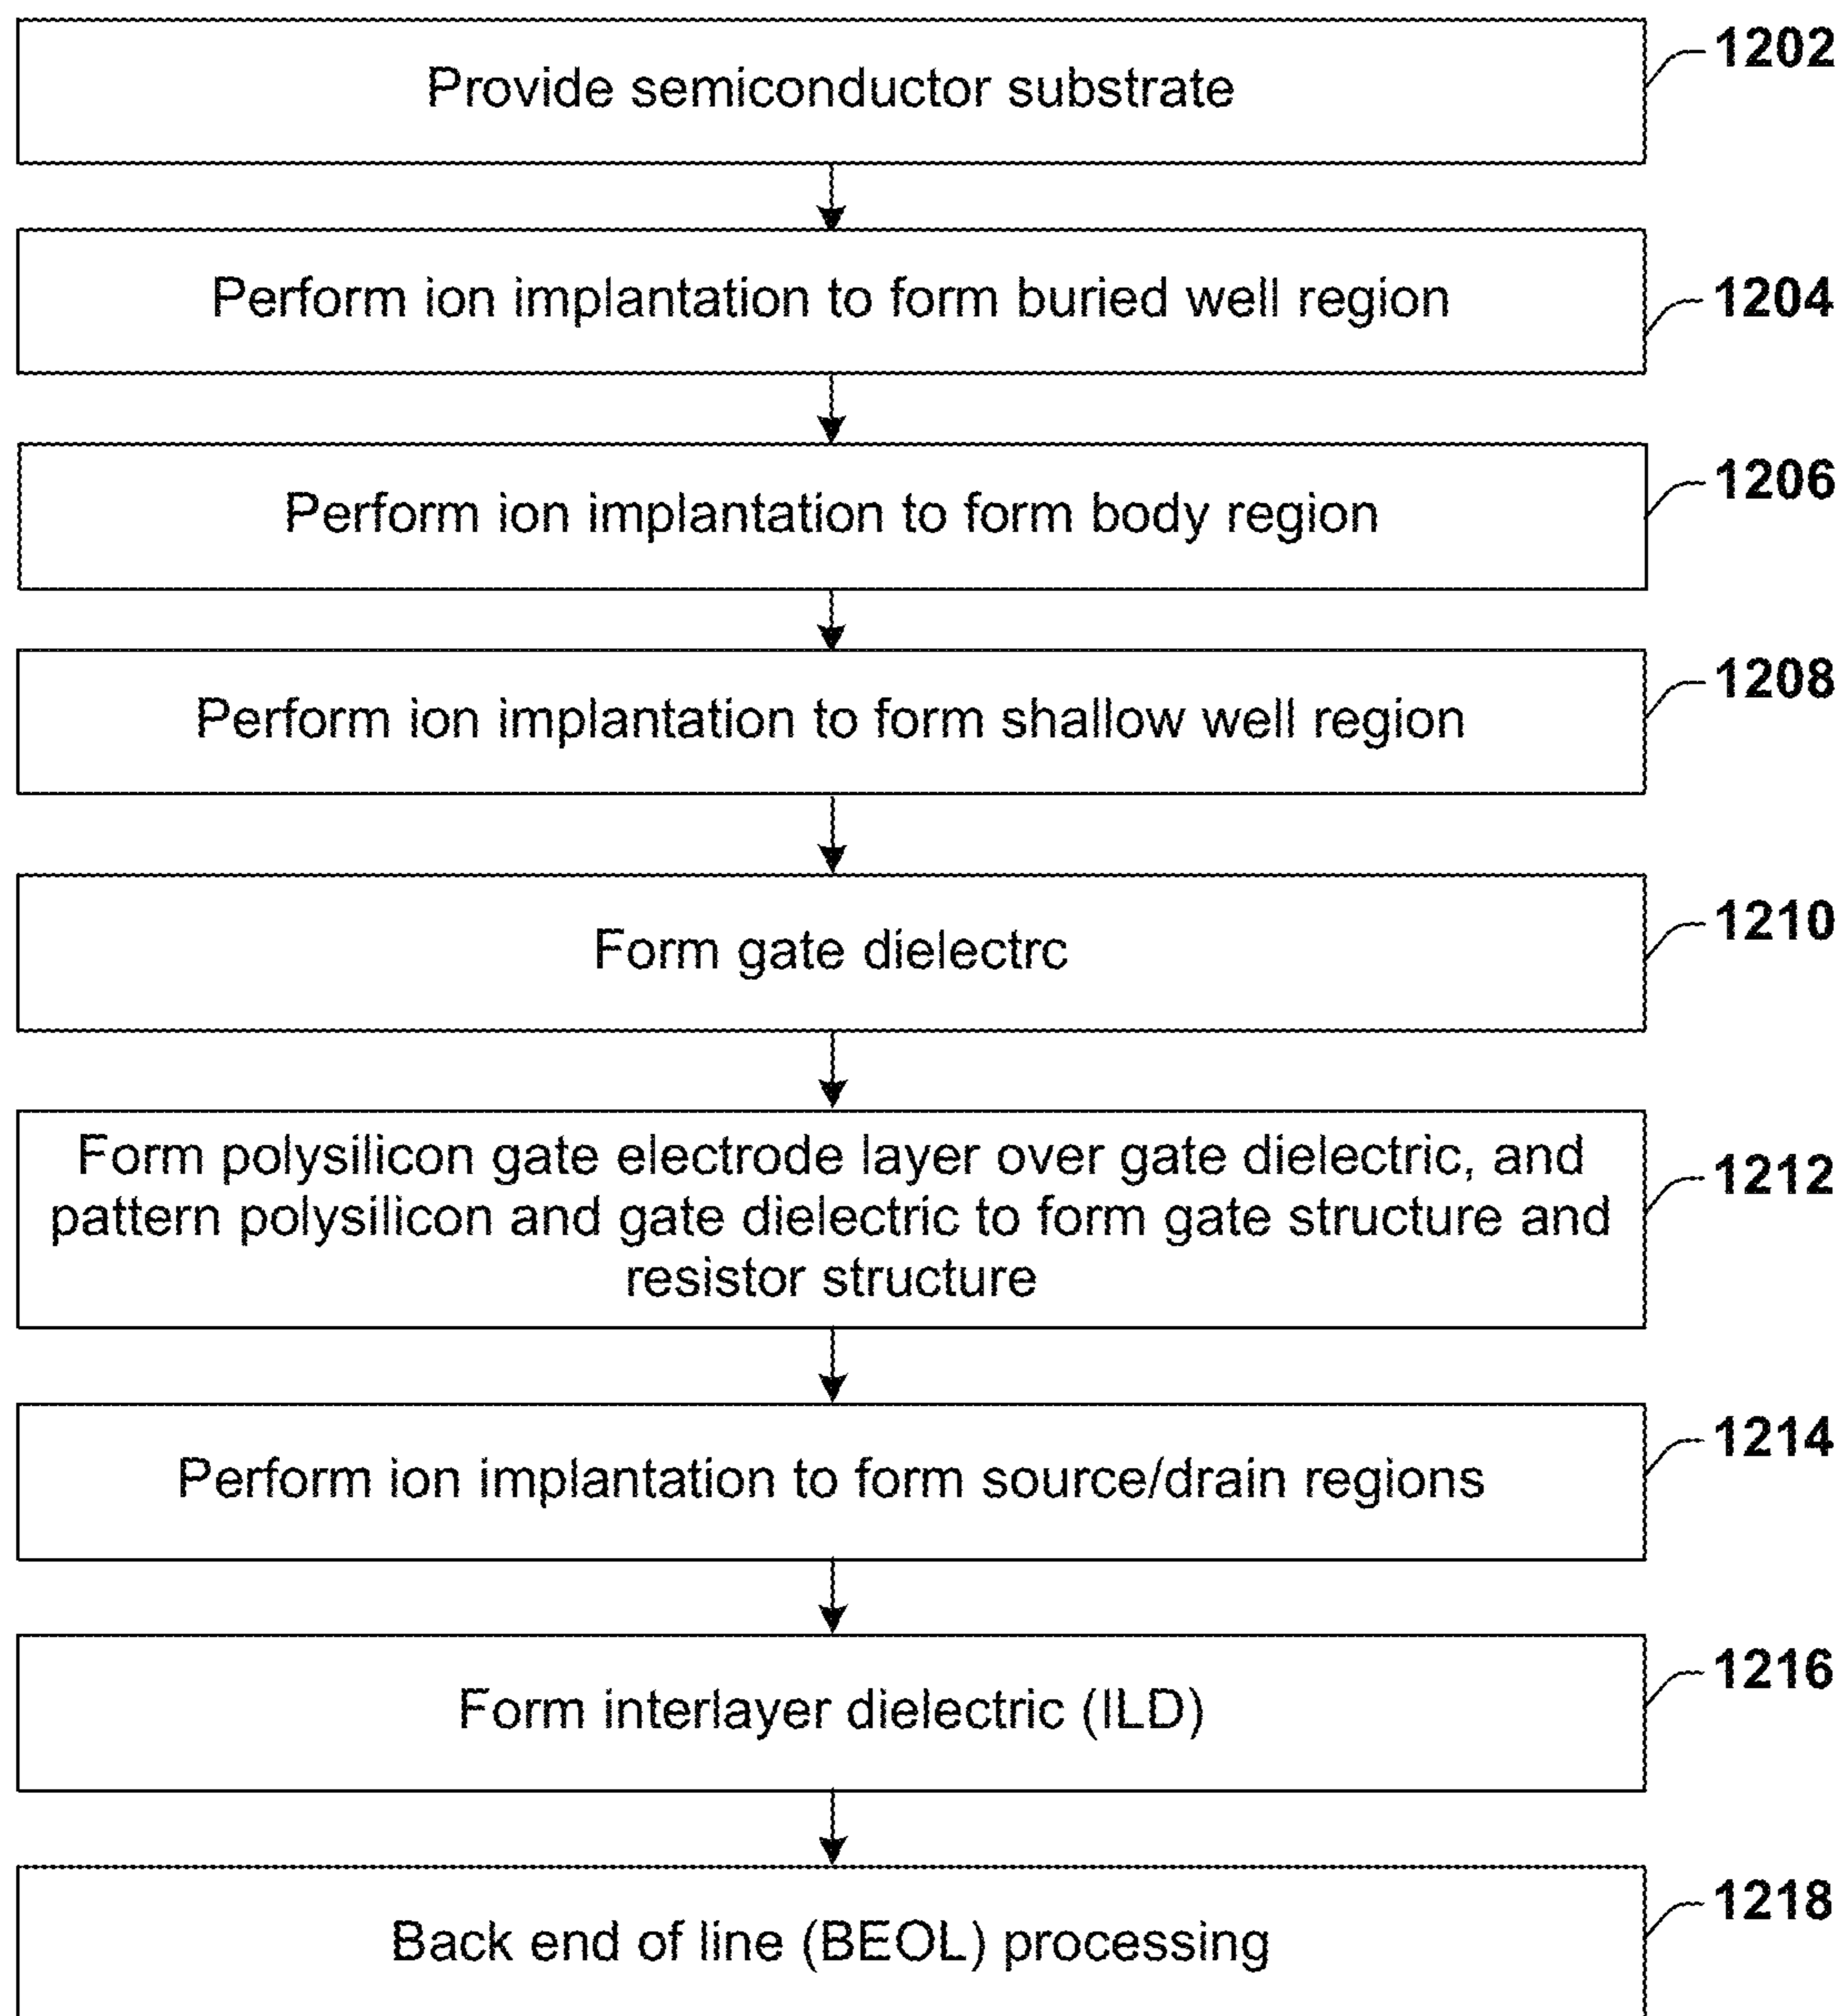 Provide semiconductor substrate
1202
Perform ion implantation to form buried well region
1204
Perform ion implantation to form body region
1206
Perform ion implantation to form shallow well region
1208
Form gate dielectrc
1210
Form polysilicon gate electrode layer over gate dielectric, and
pattern polysilicon and gate dielectric to form gate structure and
resistor structure
1212
Perform ion implantation to form source/drain regions
1214
Form interlayer dielectric (ILD)
1216
Back end of line (BEOL) processing
1218